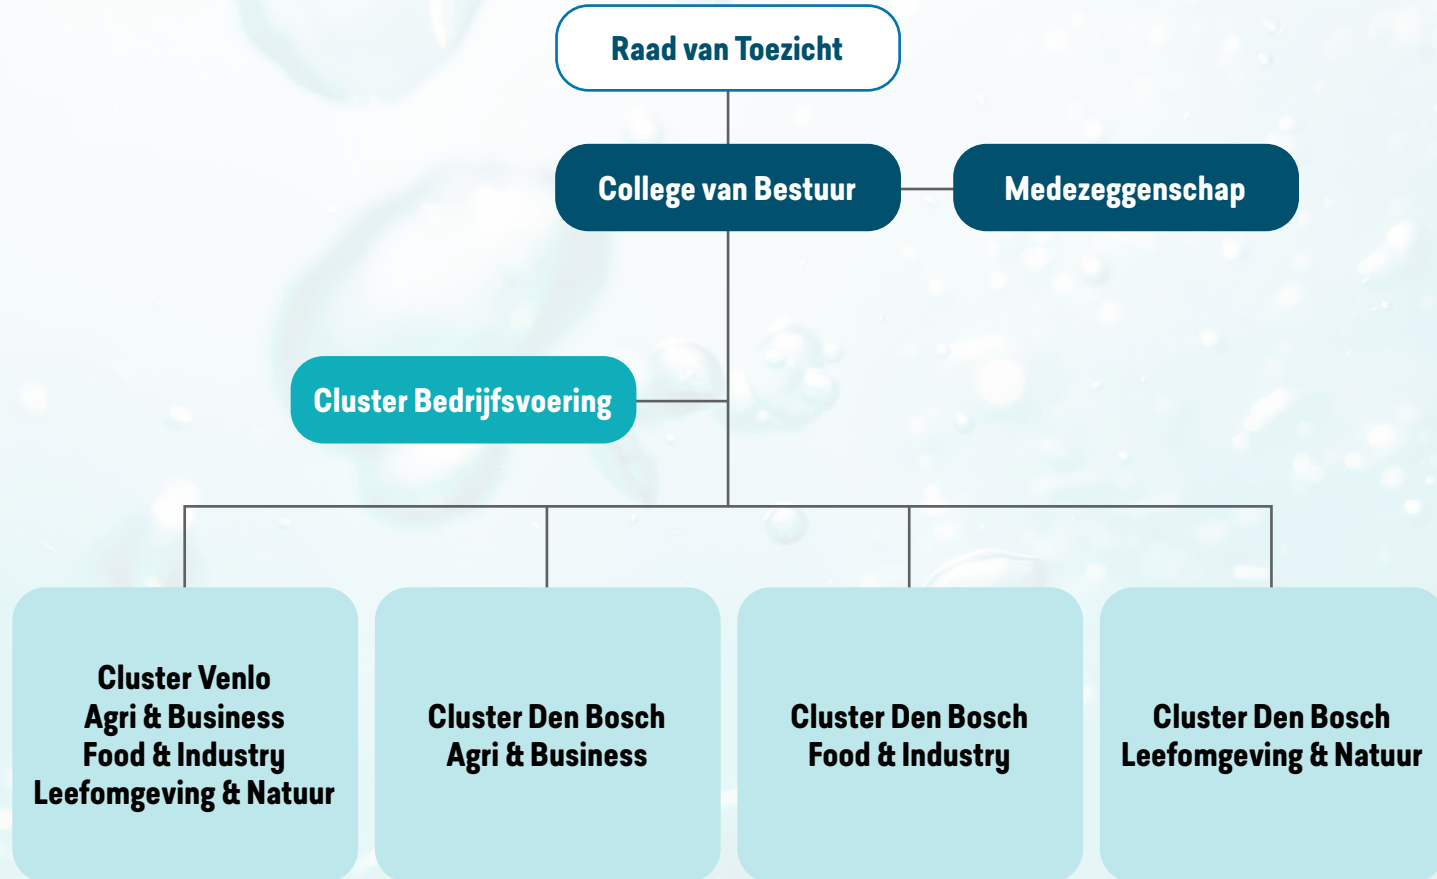 Raad van Toezicht
College van Bestuur
Medezeggenschap
Cluster Bedrijfsvoering
Cluster Venlo
Agri & Business
Food & Industry
Leefomgeving & Natuur
Cluster Den Bosch
Agri & Business
Cluster Den Bosch
Food & Industry
Cluster Den Bosch
Leefomgeving & Natuur